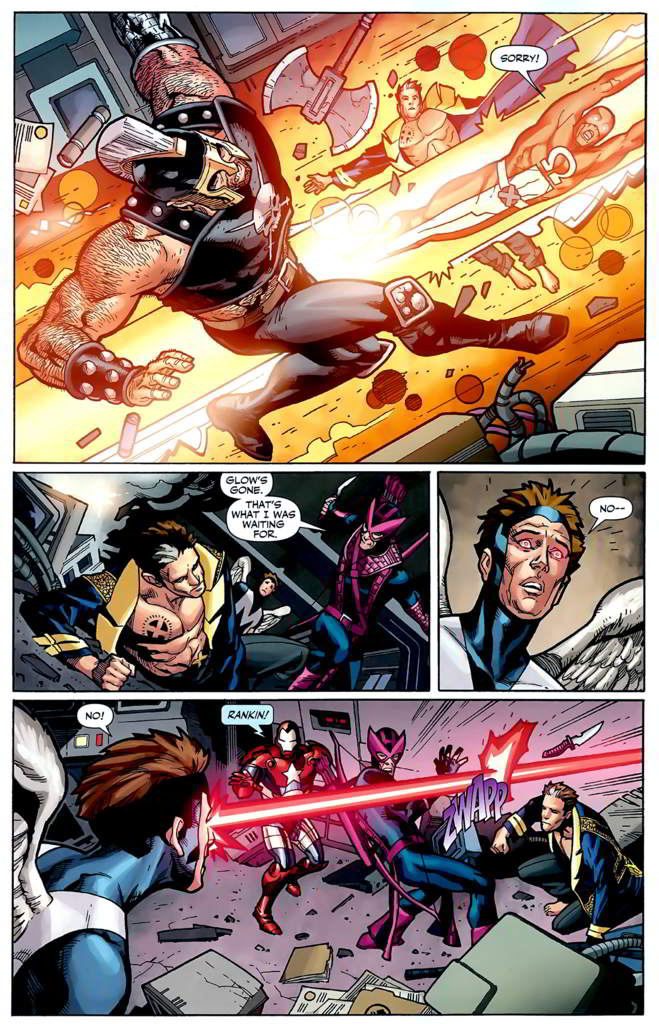 SORRY!
GLOW'S
GONE.
THAT'S
WHAT I WAS
WAITING
FOR.
NO--
NO!
RANKIN!
ZWAPP